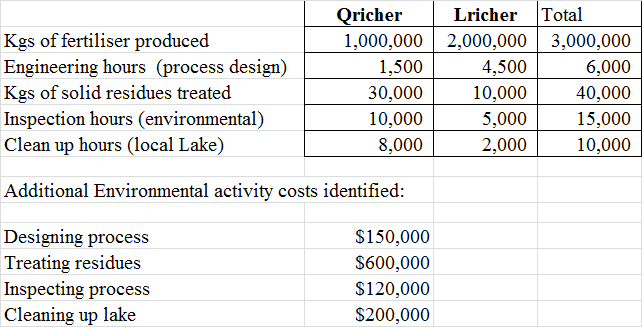 Qricher Lricher Total
Kgs of fertiliser produced 1,000,000 2,000,000 3,000,000
Engineering hours (process design) 1,500 4,500 6,000
Kgs of solid residues treated 30,000 10,000 40,000
Inspection hours (environmental) 10,000 5,000 15,000
Clean up hours (local Lake) 8,000 2,000 10,000
Additional Environmental activity costs identified:
Designing process $150,000
Treating residues $600,000
Inspecting process $120,000
Cleaning up lake $200,000